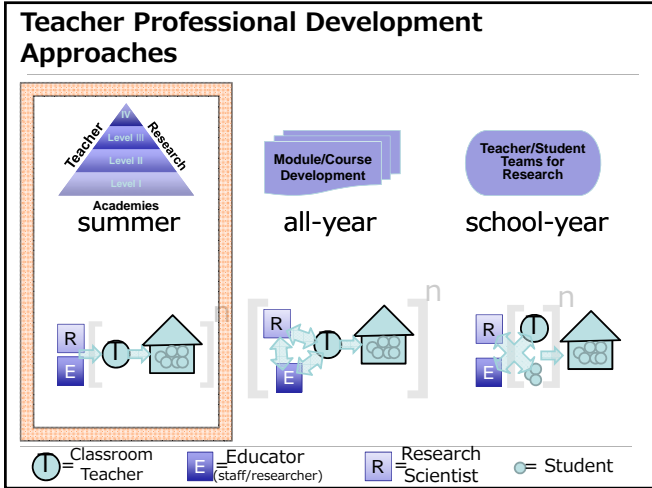 Teacher Professional Development
Approaches
IV
Level III
Level II
Level I
Teacher
Research
Academies
summer
Module/Course
Development
all-year
Teacher/Student
Teams for
Research
school-year
R
E
[ T ] n
[ R
E
T ] n
R
E
[ T ] n
T = Classroom
Teacher
E = Educator
(staff/researcher)
R = Research
Scientist
= Student